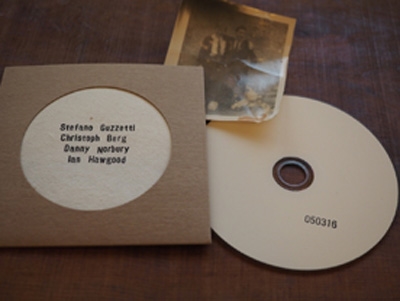 Stefano Guzzetti
Christoph Berg
Danny Norbury
Ian Hawgood
050316